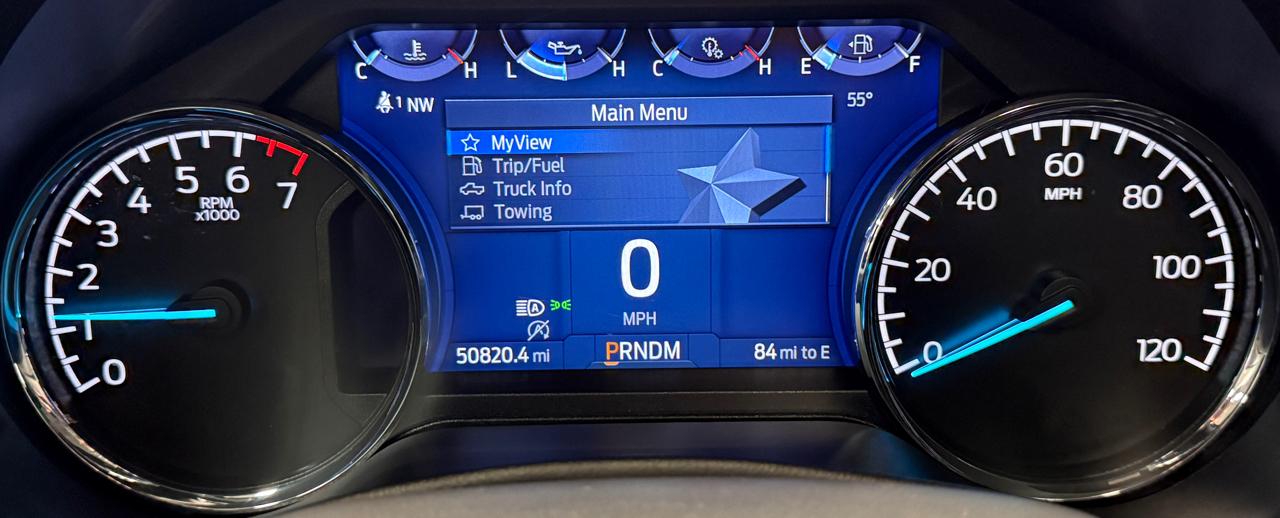 C H
L H
C H
E F
1 NW
55°
Main Menu
MyView
Trip/Fuel
Truck Info
Towing
0
MPH
A
50820.4 mi
PRNDM
84 mi to E
0
1
2
3
4
5
6
7
RPM
x1000
0
20
40
60
80
100
120
MPH